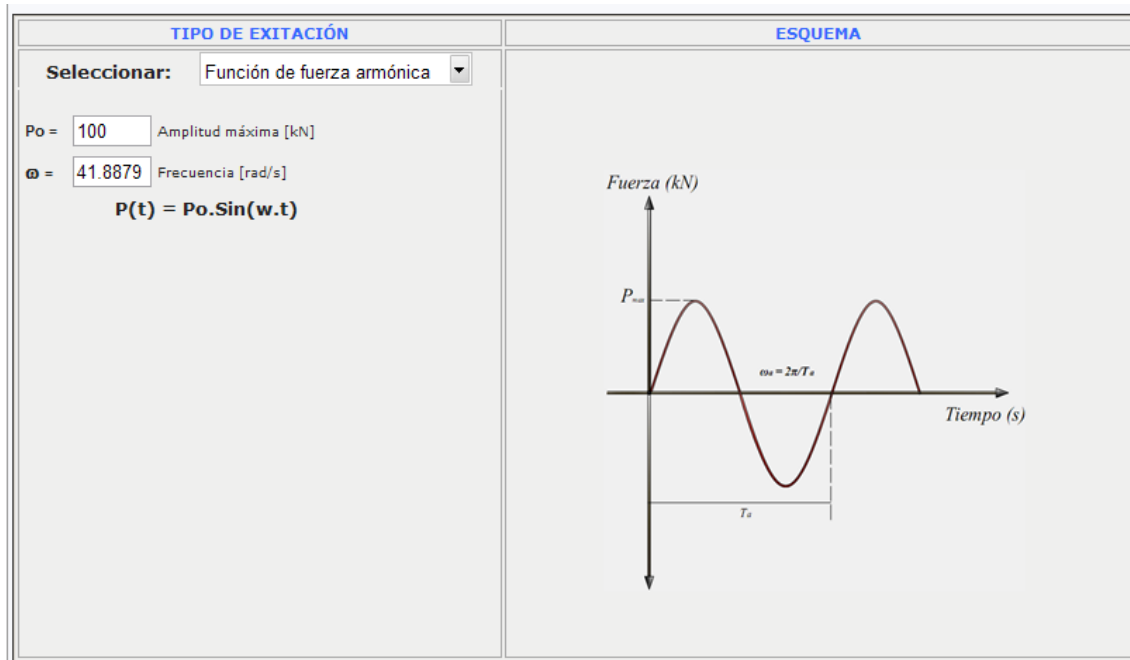 TIPO DE EXITACIÓN
ESQUEMA
Seleccionar: Función de fuerza armónica
Po = 100 Amplitud máxima [kN]
ω = 41.8879 Frecuencia [rad/s]
P(t) = Po.Sin(w.t)
Fuerza (kN)
Pmax
ωa = 2π/Ta
Tiempo (s)
Ta